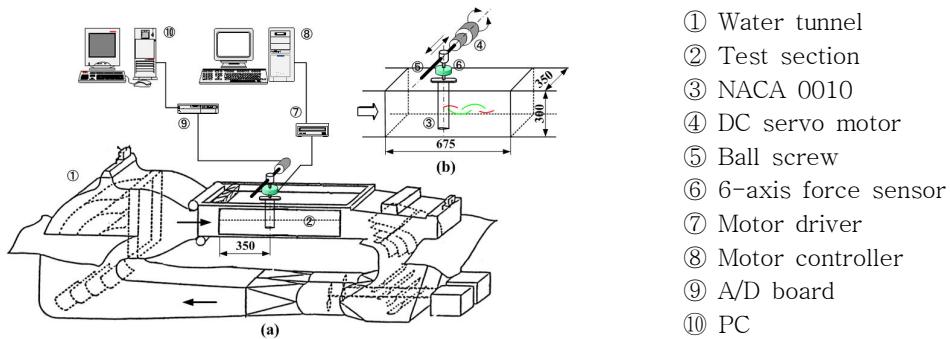 ⑩
⑧
⑨
⑦
④
⑤
⑥
③
350
300
675
(b)
①
②
350
(a)
① Water tunnel
② Test section
③ NACA 0010
④ DC servo motor
⑤ Ball screw
⑥ 6-axis force sensor
⑦ Motor driver
⑧ Motor controller
⑨ A/D board
⑩ PC